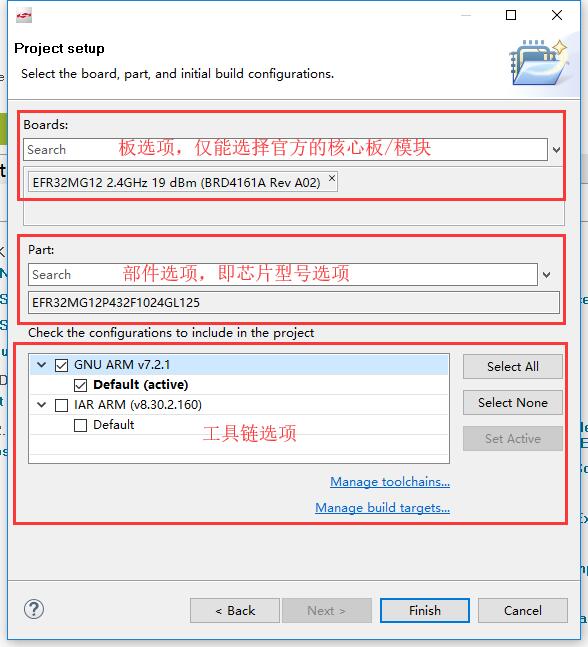 Project setup
Select the board, part, and initial build configurations.
Boards:
Search
板选项，仅能选择官方的核心板/模块
EFR32MG12 2.4GHz 19 dBm (BRD4161A Rev A02) ×
Part:
Search
部件选项，即芯片型号选项
EFR32MG12P432F1024GL125
Check the configurations to include in the project
GNU ARM v7.2.1
Default (active)
IAR ARM (v8.30.2.160)
Default
工具链选项
Select All
Select None
Set Active
Manage toolchains...
Manage build targets...
< Back
Next >
Finish
Cancel